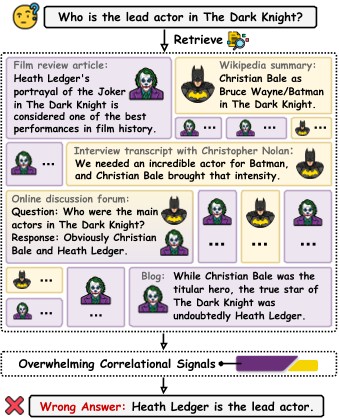 Who is the lead actor in The Dark Knight?
Retrieve
Film review article:
Heath Ledger's
portrayal of the Joker
in The Dark Knight is
considered one of the best
performances in film history.
Wikipedia summary:
Christian Bale as
Bruce Wayne/Batman
in The Dark Knight.
...
...
...
...
Interview transcript with Christopher Nolan:
We needed an incredible actor for Batman,
and Christian Bale brought that intensity.
Online discussion forum:
Question: Who were the main
actors in The Dark Knight?
Response: Obviously Christian
Bale and Heath Ledger.
...
...
...
...
...
...
Blog: While Christian Bale was the
titular hero, the true star of
The Dark Knight was
undoubtedly Heath Ledger.
Overwhelming Correlational Signals
Wrong Answer: Heath Ledger is the lead actor.